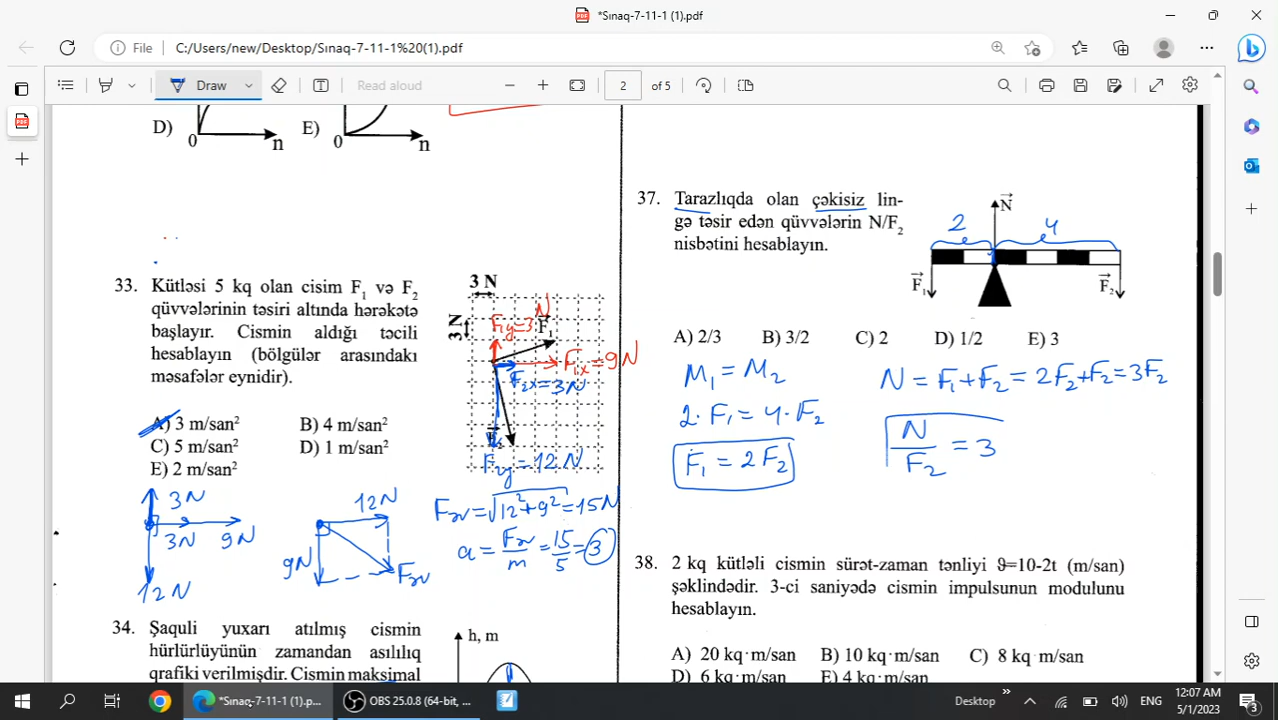 *Sınaq-7-11-1 (1).pdf
File
C:/Users/new/Desktop/Sınaq-7-11-1%20(1).pdf
Draw
Read aloud
2
of 5
D)
0
n
E)
0
n
33. Kütləsi 5 kq olan cisim F₁ və F₂
qüvvələrinin təsiri altında hərəkətə
başlayır. Cismin aldığı təcili
hesablayın (bölgülər arasındakı
məsafələr eynidir).
A) 3 m/san²
B) 4 m/san²
C) 5 m/san²
D) 1 m/san²
E) 2 m/san²
3 N
3 N
F₁y=3N
F₁
F₁x=9N
F₂x=3N
F₂y=12N
3N
3N
9N
12N
12N
9N
Fəv
Fəv=√12²+9²=15N
a=Fəv/m=15/5=3
34. Şaquli yuxarı atılmış cismin
hürlürlüyünün zamandan asılılıq
qrafiki verilmişdir. Cismin maksimal
h, m
37. Tarazlıqda olan çəkisiz lin-
gə təsir edən qüvvələrin N/F₂
nisbətini hesablayın.
N
2
4
F₁
F₂
A) 2/3
B) 3/2
C) 2
D) 1/2
E) 3
M₁=M₂
2·F₁=4·F₂
F₁=2F₂
N=F₁+F₂=2F₂+F₂=3F₂
N/F₂=3
38. 2 kq kütləli cismin sürət-zaman tənliyi ϑ=10-2t (m/san)
şəklindədir. 3-ci saniyədə cismin impulsunun modulunu
hesablayın.
A) 20 kq·m/san
B) 10 kq·m/san
C) 8 kq·m/san
D) 6 kq·m/san
E) 4 kq·m/san
*Sınaq-7-11-1 (1).p...
OBS 25.0.8 (64-bit, ...
Desktop
ENG
12:07 AM
5/1/2023
3